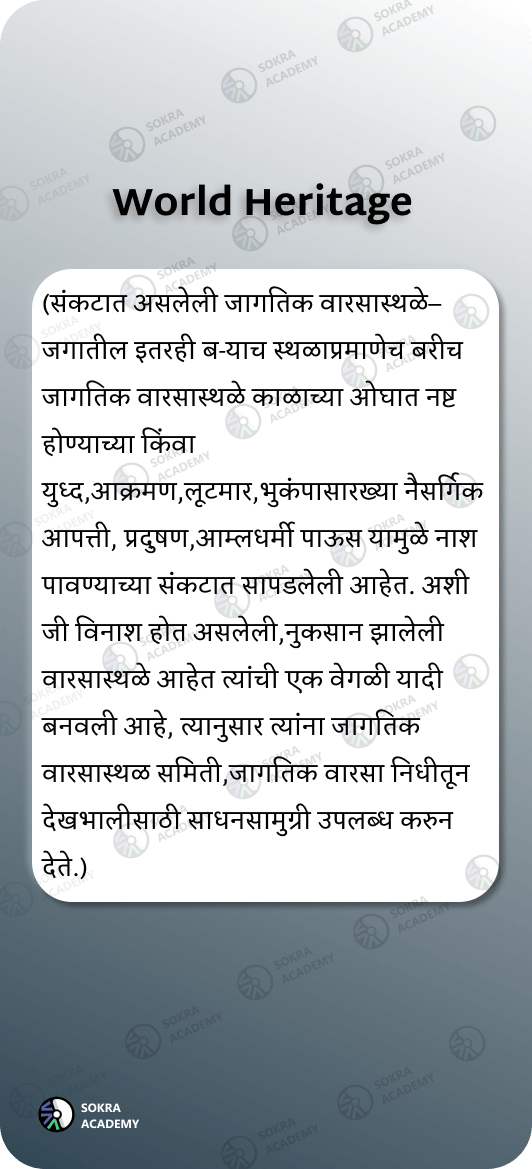 World Heritage
(संकटात असलेली जागतिक वारसास्थळे–
जगातील इतरही ब-याच स्थळाप्रमाणेच बरीच
जागतिक वारसास्थळे काळाच्या ओघात नष्ट
होण्याच्या किंवा
युध्द,आक्रमण,लूटमार,भुकंपासारख्या नैसर्गिक
आपत्ती, प्रदुषण,आम्लधर्मी पाऊस यामुळे नाश
पावण्याच्या संकटात सापडलेली आहेत. अशी
जी विनाश होत असलेली,नुकसान झालेली
वारसास्थळे आहेत त्यांची एक वेगळी यादी
बनवली आहे, त्यानुसार त्यांना जागतिक
वारसास्थळ समिती,जागतिक वारसा निधीतून
देखभालीसाठी साधनसामुग्री उपलब्ध करुन
देते.)
SOKRA
ACADEMY